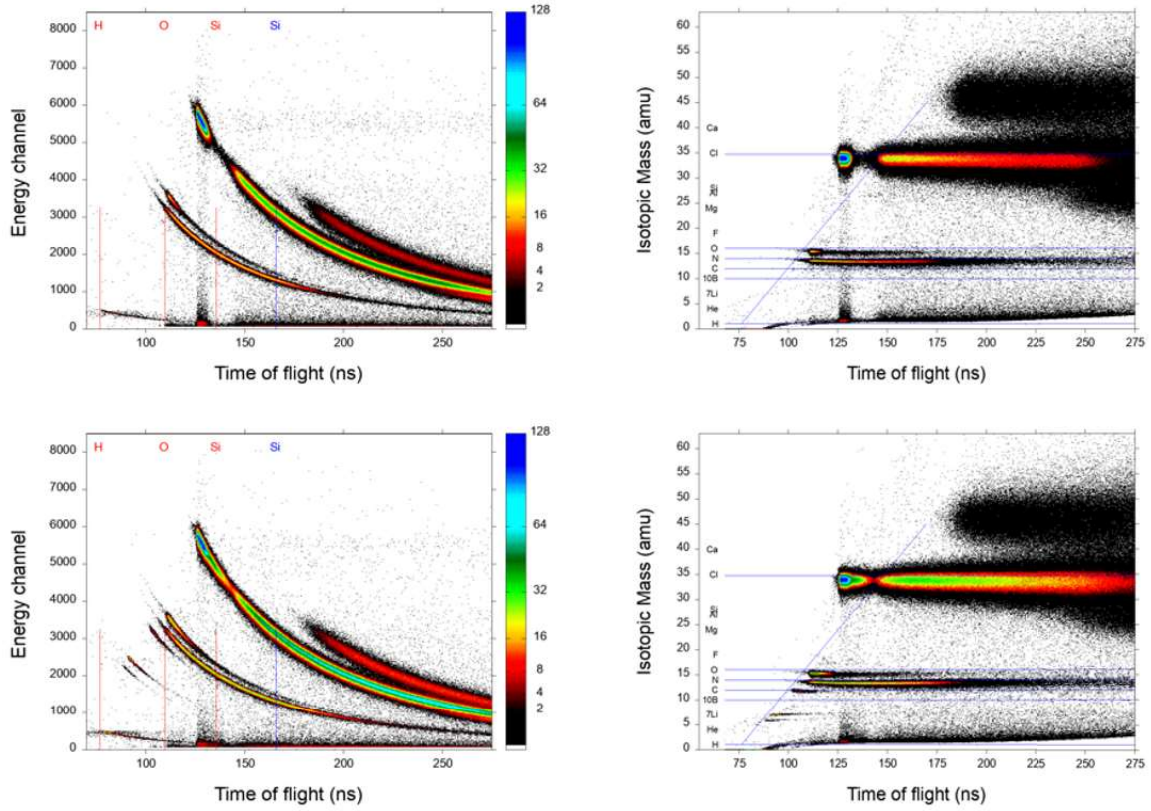 H O Si Si
8000
7000
6000
5000
4000
3000
2000
1000
0
100 150 200 250
Time of flight (ns)
Energy channel
128
64
32
16
8
4
2
60
55
50
45
40
35
30
25
20
15
10
5
0
Ca
Cl
Mg
F
O
N
C
10B
7Li
He
H
75 100 125 150 175 200 225 250 275
Time of flight (ns)
Isotopic Mass (amu)
H O Si Si
8000
7000
6000
5000
4000
3000
2000
1000
0
100 150 200 250
Time of flight (ns)
Energy channel
128
64
32
16
8
4
2
60
55
50
45
40
35
30
25
20
15
10
5
0
Ca
Cl
Mg
F
O
N
C
10B
7Li
He
H
75 100 125 150 175 200 225 250 275
Time of flight (ns)
Isotopic Mass (amu)